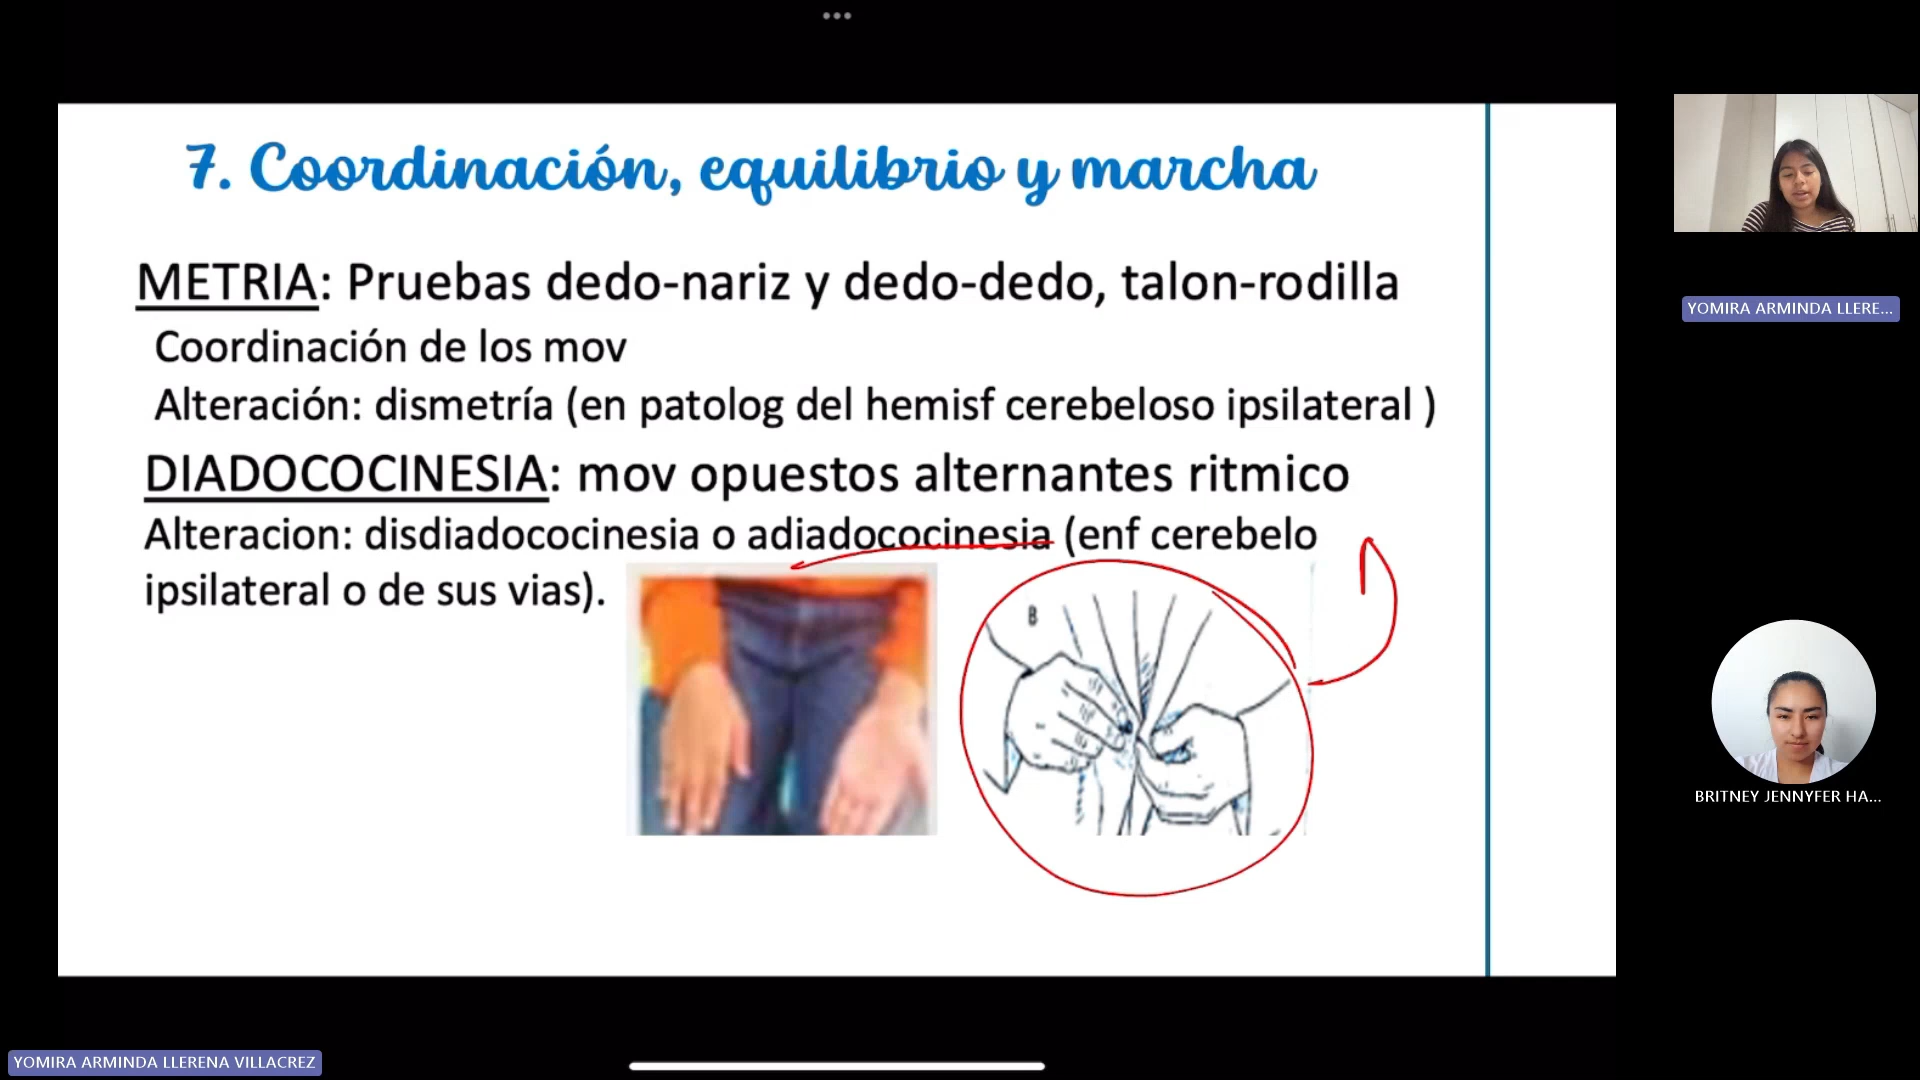 7. Coordinación, equilibrio y marcha
METRIA: Pruebas dedo-nariz y dedo-dedo, talon-rodilla
Coordinación de los mov
Alteración: dismetría (en patolog del hemisf cerebeloso ipsilateral )
DIADOCOCINESIA: mov opuestos alternantes ritmico
Alteracion: disdiadococinesia o adiadococinesia (enf cerebelo
ipsilateral o de sus vias).
B
YOMIRA ARMINDA LLERE...
BRITNEY JENNYFER HA...
YOMIRA ARMINDA LLERENA VILLACREZ